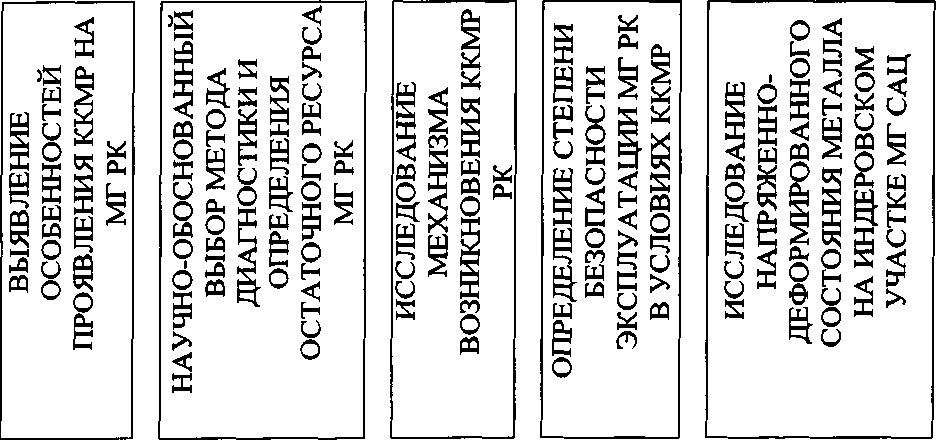 ВЫЯВЛЕНИЕ
ОСОБЕННОСТЕЙ
ПРОЯВЛЕНИЯ ККМР НА
МГ РК
НАУЧНО-ОБОСНОВАННЫЙ
ВЫБОР МЕТОДА
ДИАГНОСТИКИ И
ОПРЕДЕЛЕНИЯ
ОСТАТОЧНОГО РЕСУРСА
МГ РК
ИССЛЕДОВАНИЕ
МЕХАНИЗМА
ВОЗНИКНОВЕНИЯ ККМР
РК
ОПРЕДЕЛЕНИЕ СТЕПЕНИ
БЕЗОПАСНОСТИ
ЭКСПЛУАТАЦИИ МГ РК
В УСЛОВИЯХ ККМР
ИССЛЕДОВАНИЕ
НАПРЯЖЕННО-
ДЕФОРМИРОВАННОГО
СОСТОЯНИЯ МЕТАЛЛА
НА ИНДЕРОВСКОМ
УЧАСТКЕ МГ САЦ